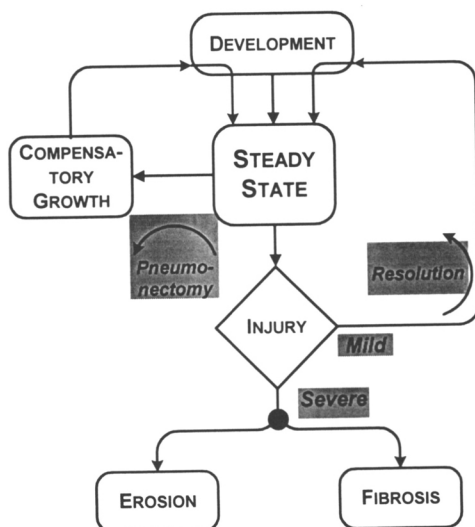 DEVELOPMENT
COMPENSA-
TORY
GROWTH
STEADY
STATE
Pneumo-
nectomy
Resolution
INJURY
Mild
Severe
EROSION
FIBROSIS